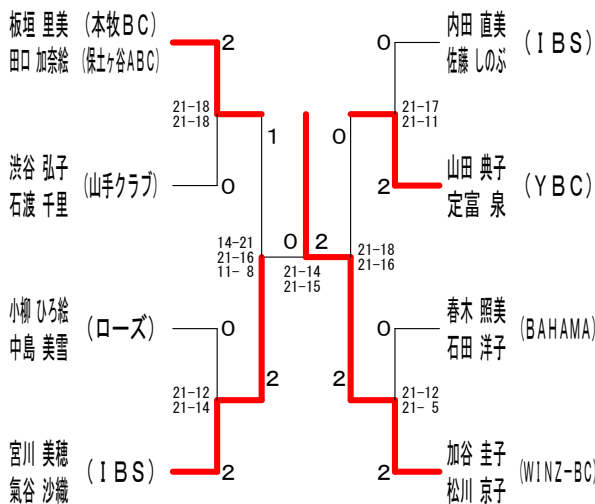 板垣 里美 (本牧BC)
田口 加奈絵 (保土ヶ谷ABC)
2
21-18
21-18
渋谷 弘子
石渡 千里 (山手クラブ)
0
1
14-21
21-16
11- 8
小柳 ひろ絵
中島 美雪 (ローズ)
0
21-12
21-14
2
宮川 美穂
氣谷 沙織 (IBS)
2
0 2
21-14
21-15
内田 直美
佐藤 しのぶ (IBS)
0
21-17
21-11
0
山田 典子
定富 泉 (YBC)
2
21-18
21-16
春木 照美
石田 洋子 (BAHAMA)
0
21-12
21- 5
2
加谷 圭子
松川 京子 (WINZ-BC)
2